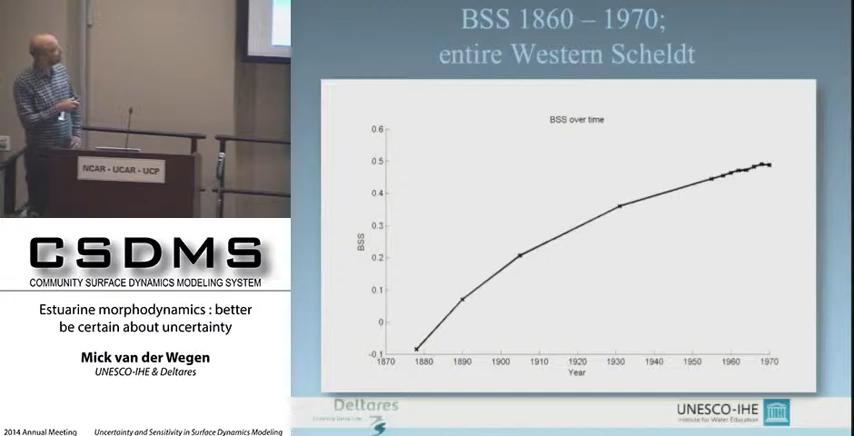 BSS 1860 – 1970;
entire Western Scheldt
BSS over time
0.6
0.5
0.4
0.3
0.2
0.1
0
-0.1
BSS
1870 1880 1890 1900 1910 1920 1930 1940 1950 1960 1970
Year
NCAR - UCAR - UCP
CSDMS
COMMUNITY SURFACE DYNAMICS MODELING SYSTEM
Estuarine morphodynamics : better
be certain about uncertainty
Mick van der Wegen
UNESCO-IHE & Deltares
2014 Annual Meeting Uncertainty and Sensitivity in Surface Dynamics Modeling
Deltares
UNESCO-IHE
Institute for Water Education